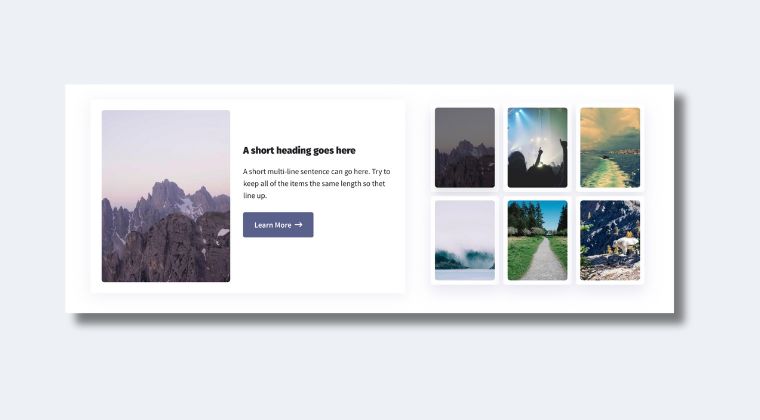 A short heading goes here
A short multi-line sentence can go here. Try to
keep all of the items the same length so thet
line up.
Learn More →